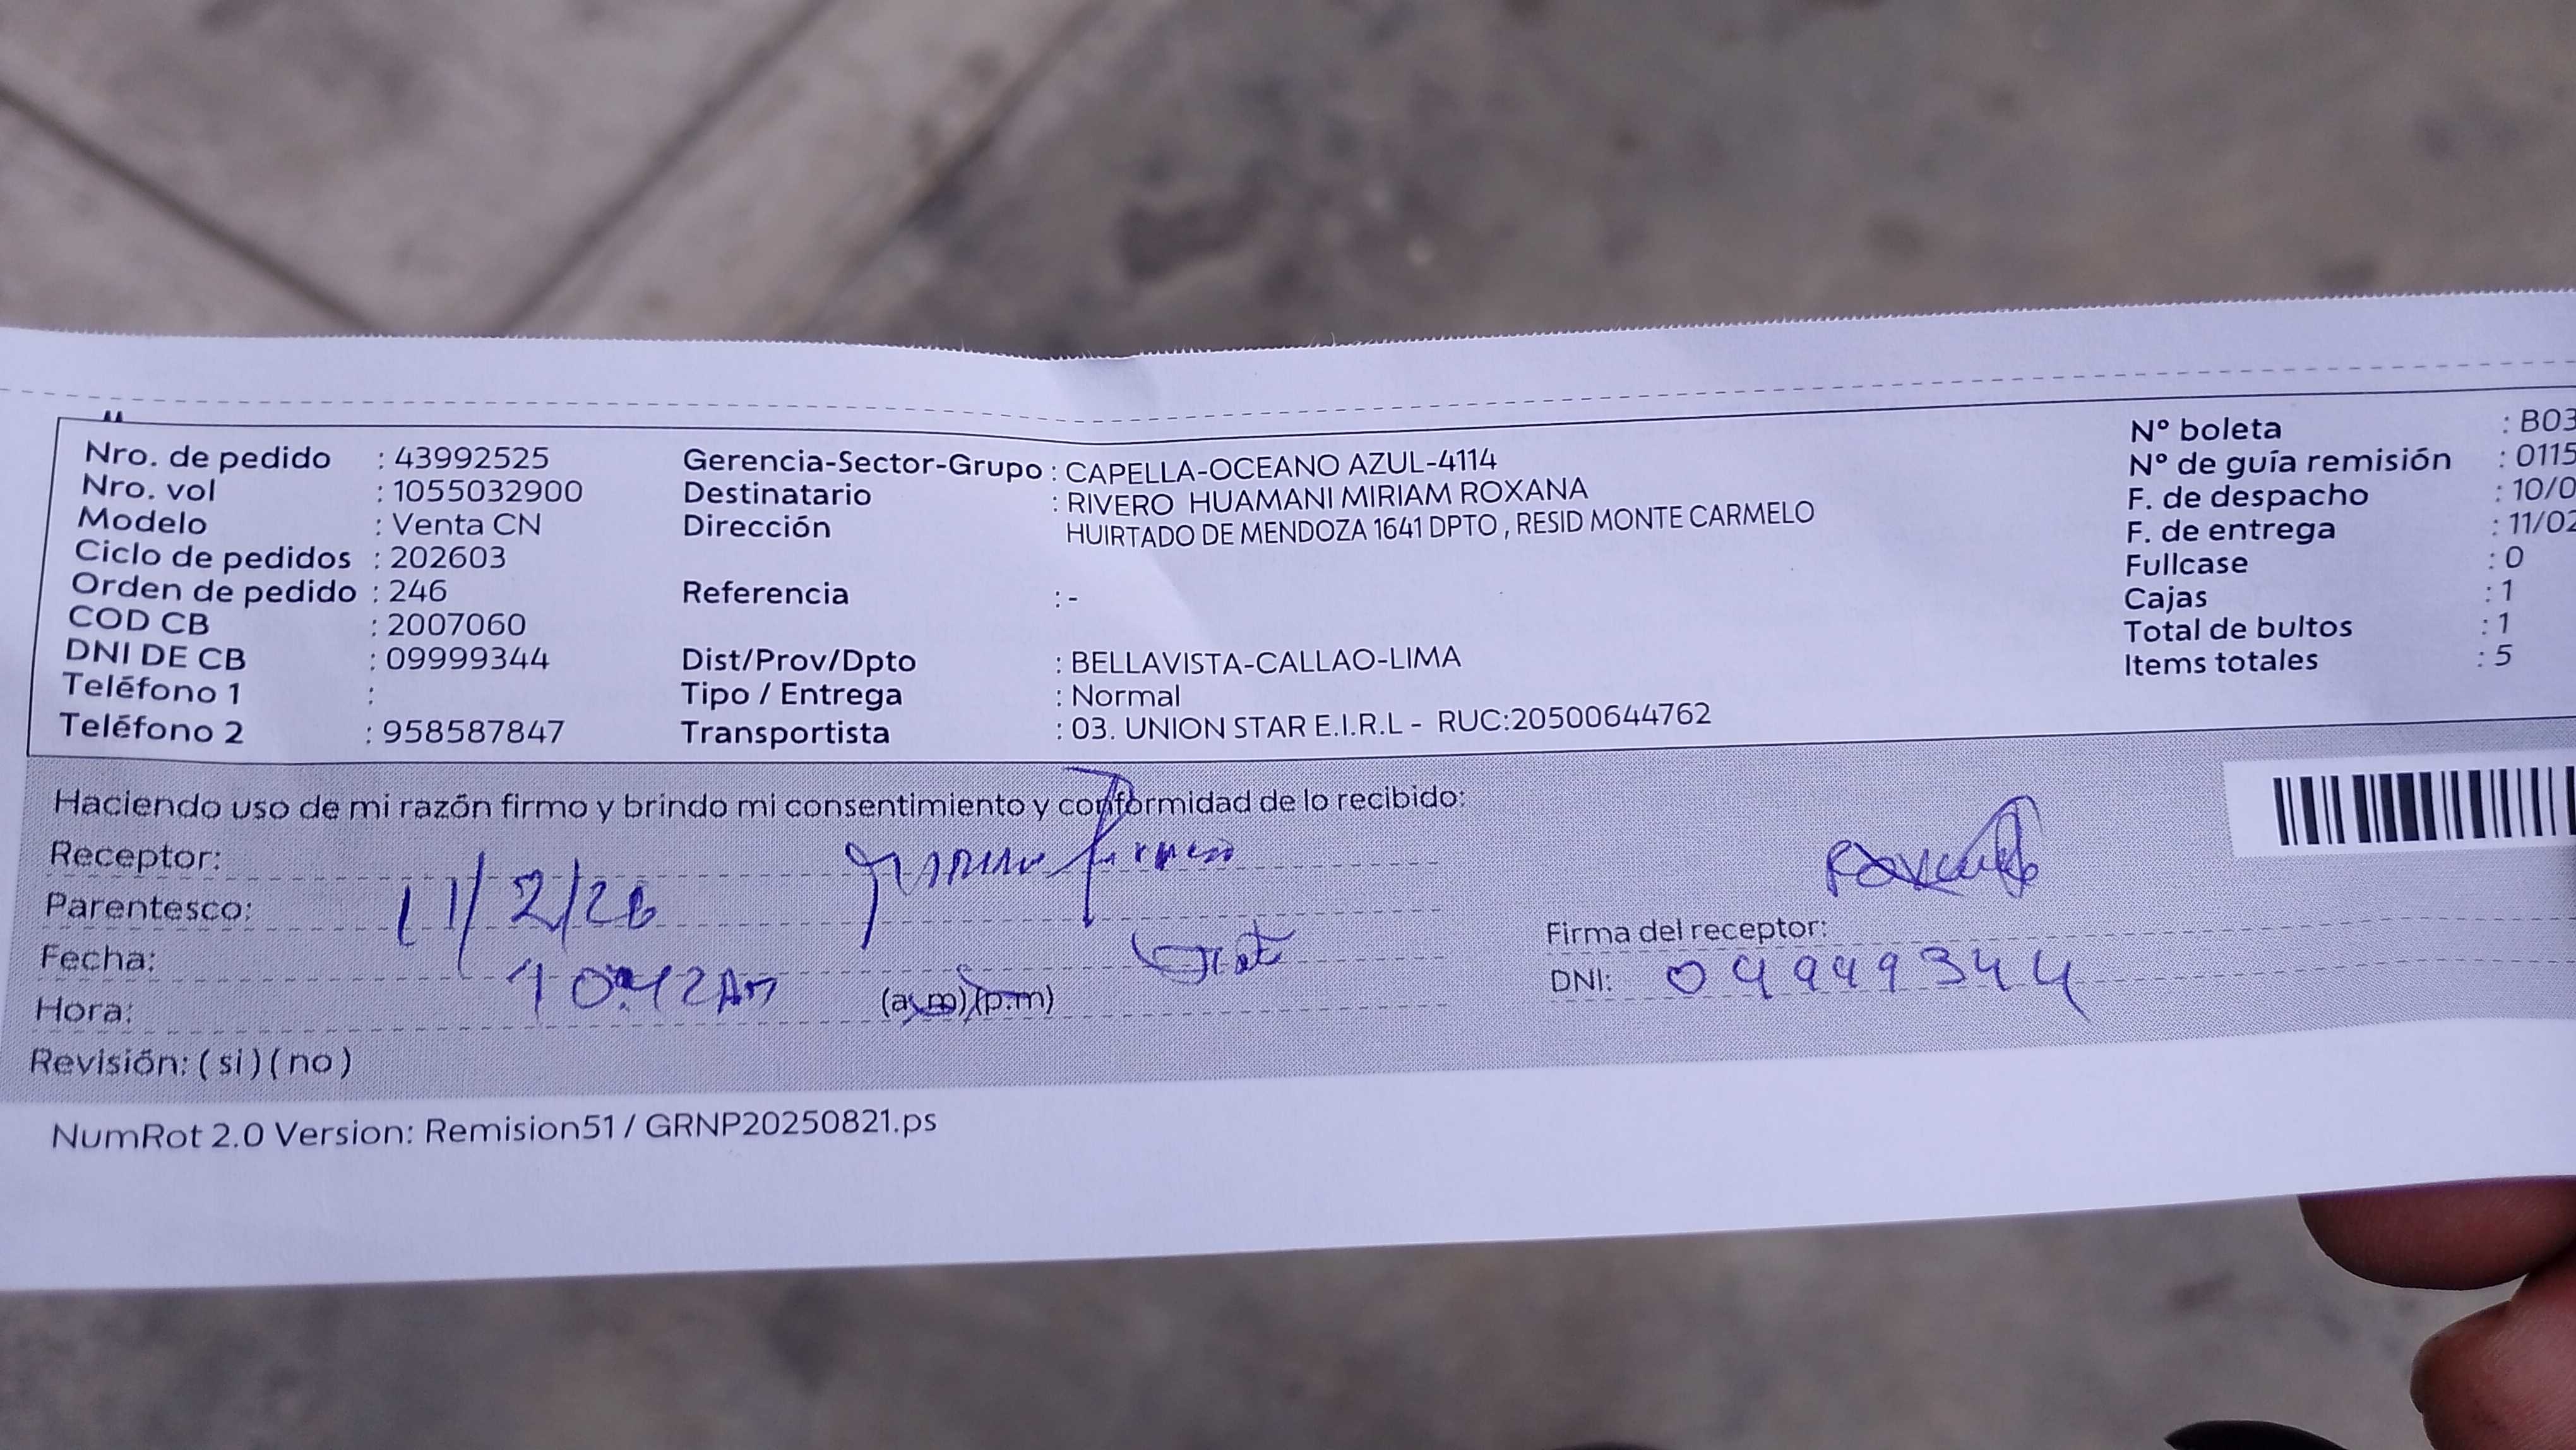 Nro. de pedido : 43992525
Nro. vol : 1055032900
Modelo : Venta CN
Ciclo de pedidos : 202603
Orden de pedido : 246
COD CB : 2007060
DNI DE CB : 09999344
Teléfono 1 :
Teléfono 2 : 958587847
Gerencia-Sector-Grupo : CAPELLA-OCEANO AZUL-4114
Destinatario : RIVERO HUAMANI MIRIAM ROXANA
Dirección HUIRTADO DE MENDOZA 1641 DPTO , RESID MONTE CARMELO
Referencia : -
Dist/Prov/Dpto : BELLAVISTA-CALLAO-LIMA
Tipo / Entrega : Normal
Transportista : 03. UNION STAR E.I.R.L - RUC:20500644762
N° boleta : B03
N° de guía remisión : 0115
F. de despacho : 10/0
F. de entrega : 11/02
Fullcase : 0
Cajas : 1
Total de bultos : 1
Items totales : 5
Haciendo uso de mi razón firmo y brindo mi consentimiento y conformidad de lo recibido:
Receptor:
Parentesco: 11/2/26
Fecha:
Hora: 10:42 AM (a.m)(p.m)
Revisión: ( si ) ( no )
Firma del receptor:
DNI: 09999344
NumRot 2.0 Version: Remision51 / GRNP20250821.ps